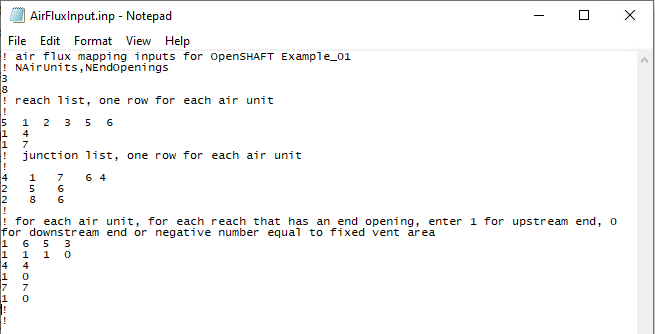 AirFluxInput.inp - Notepad
File Edit Format View Help
! air flux mapping inputs for OpenSHAFT Example_01
! NAirUnits,NEndOpenings
3
8
! reach list, one row for each air unit
!
5 1 2 3 5 6
1 4
1 7
! junction list, one row for each air unit
!
4 1 7 6 4
2 5 6
2 8 6
!
! for each air unit, for each reach that has an end opening, enter 1 for upstream end, 0
for downstream end or negative number equal to fixed vent area
1 6 5 3
1 1 1 0
4 4
1 0
7 7
1 0
!
!